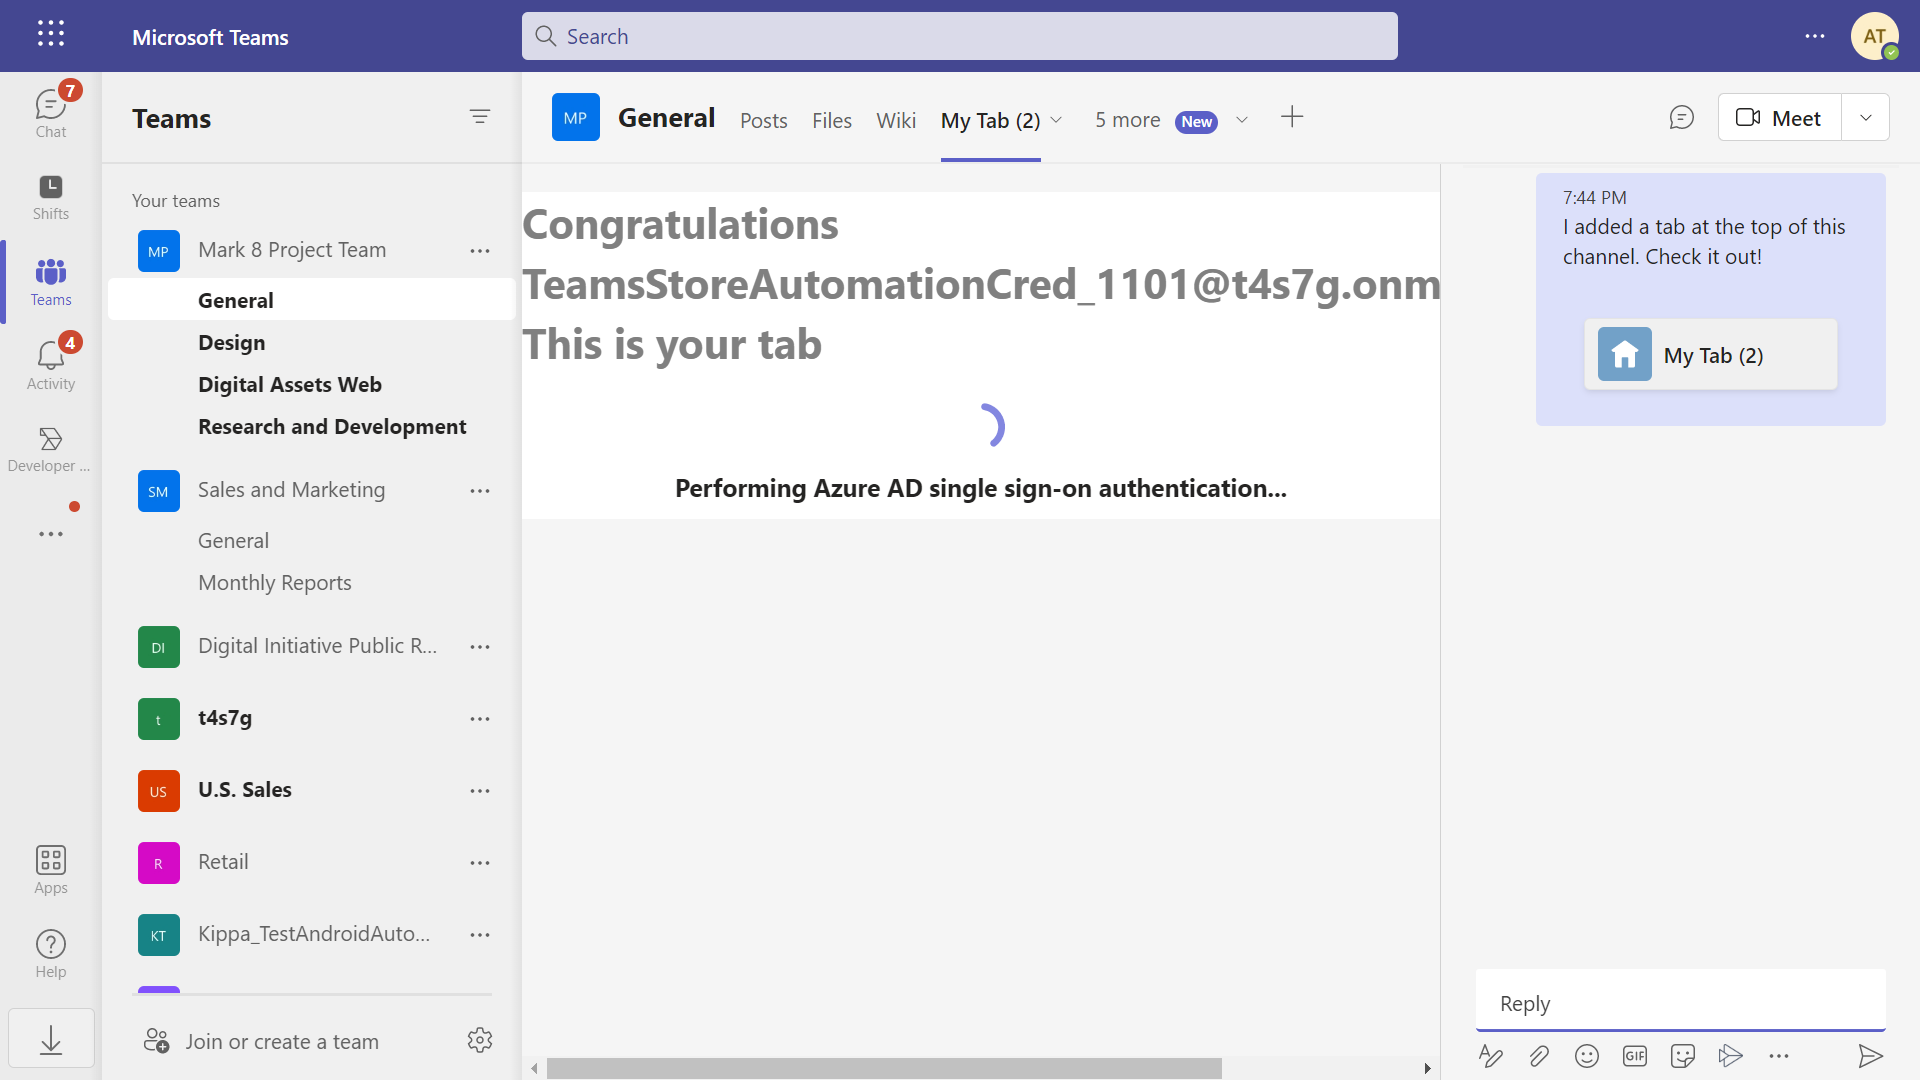 Microsoft Teams
Search
AT
7
Chat
Shifts
Teams
4
Activity
Developer ...
Apps
Help
Teams
Your teams
MP Mark 8 Project Team
General
Design
Digital Assets Web
Research and Development
SM Sales and Marketing
General
Monthly Reports
DI Digital Initiative Public R...
t t4s7g
US U.S. Sales
R Retail
KT Kippa_TestAndroidAuto...
Join or create a team
MP General Posts Files Wiki My Tab (2) 5 more New
Meet
Congratulations
TeamsStoreAutomationCred_1101@t4s7g.onm
This is your tab
Performing Azure AD single sign-on authentication...
7:44 PM
I added a tab at the top of this
channel. Check it out!
My Tab (2)
Reply
GIF